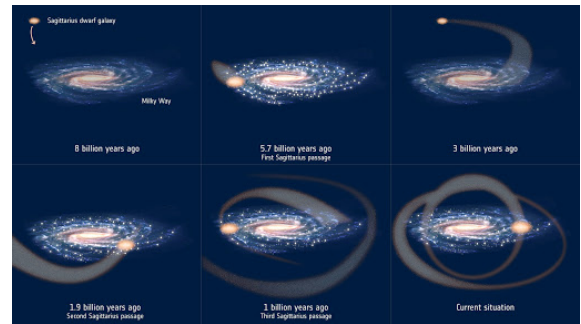 Sagittarius dwarf galaxy
Milky Way
8 billion years ago
5.7 billion years ago
First Sagittarius passage
3 billion years ago
1.9 billion years ago
Second Sagittarius passage
1 billion years ago
Third Sagittarius passage
Current situation